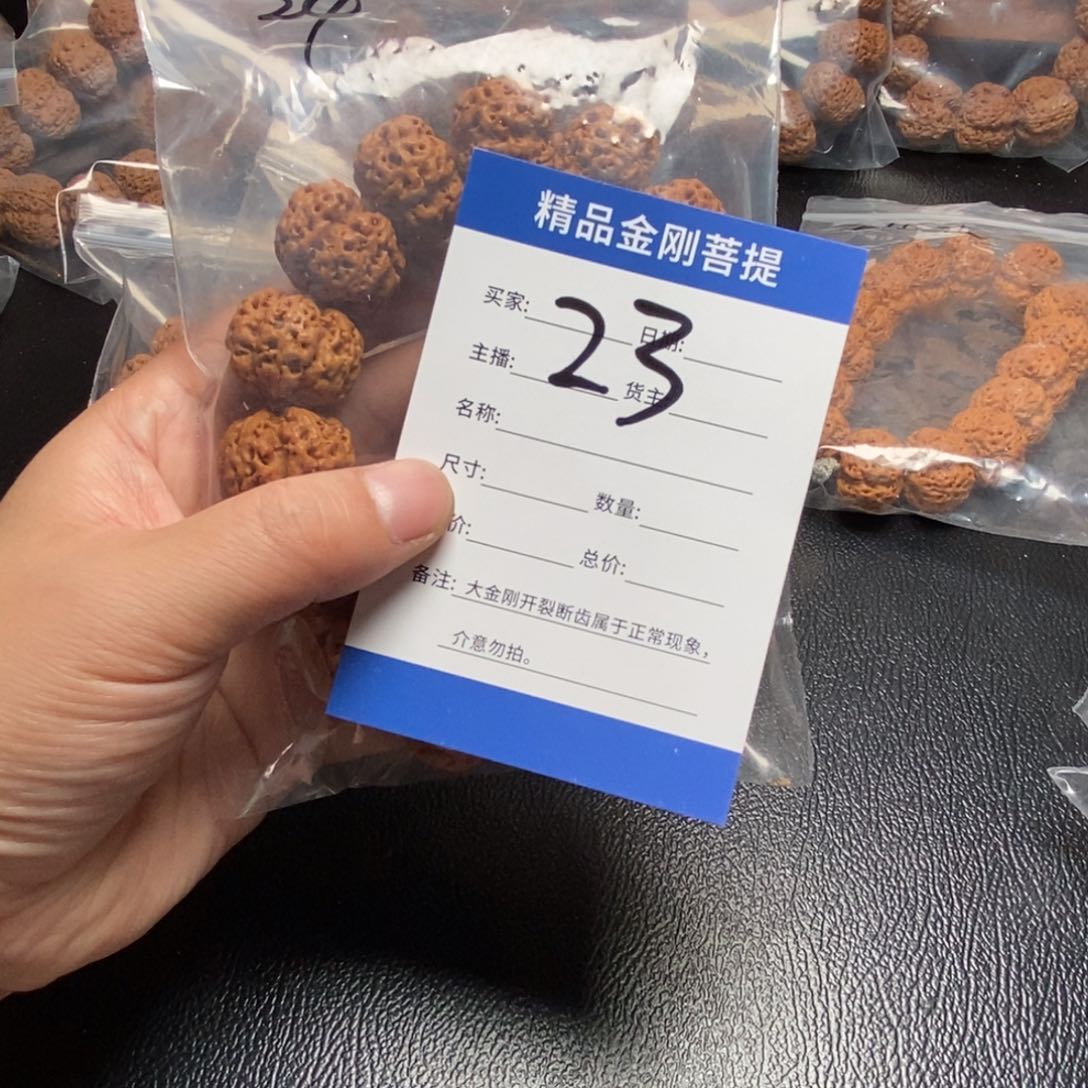 精品金刚菩提
23
买家: 日期:
主播: 货主
名称:
尺寸: 数量:
价: 总价:
备注: 大金刚开裂断齿属于正常现象,
介意勿拍。